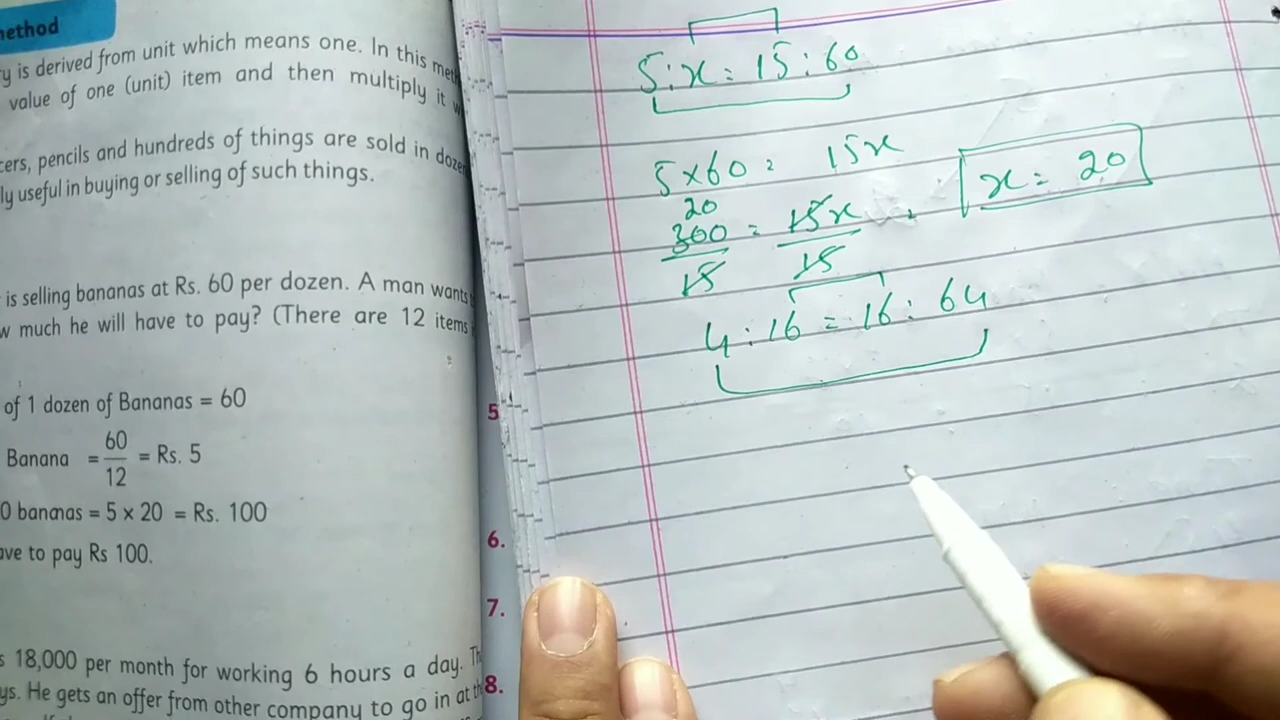 ethod
y is derived from unit which means one. In this met
value of one (unit) item and then multiply it w
cers, pencils and hundreds of things are sold in doze
ly useful in buying or selling of such things.
is selling bananas at Rs. 60 per dozen. A man wants
w much he will have to pay? (There are 12 items
of 1 dozen of Bananas = 60
Banana = 60/12 = Rs. 5
0 bananas = 5 x 20 = Rs. 100
ave to pay Rs 100.
s 18,000 per month for working 6 hours a day. Th
ys. He gets an offer from other company to go in at th
5
6.
7.
8.
5 : x = 15 : 60
5 x 60 = 15x
20
300/15 = 15x/15 , x = 20
4 : 16 = 16 : 64